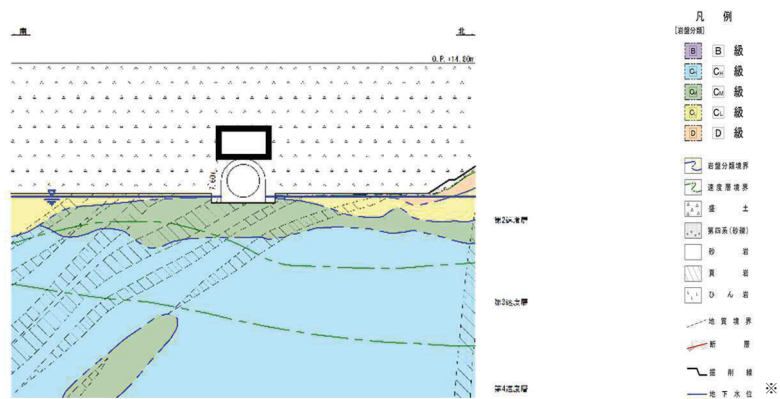 南
北
O.P.+14.80m
7.60m
第2速度層
第3速度層
第4速度層
凡 例
[岩盤分類]
B B 級
CH CH 級
CM CM 級
CL CL 級
D D 級
岩盤分類境界
速度層境界
盛 土
第四系(砂礫)
砂 岩
頁 岩
ひ ん 岩
地 質 境 界
断 層
掘 削 線
地 下 水 位 ※